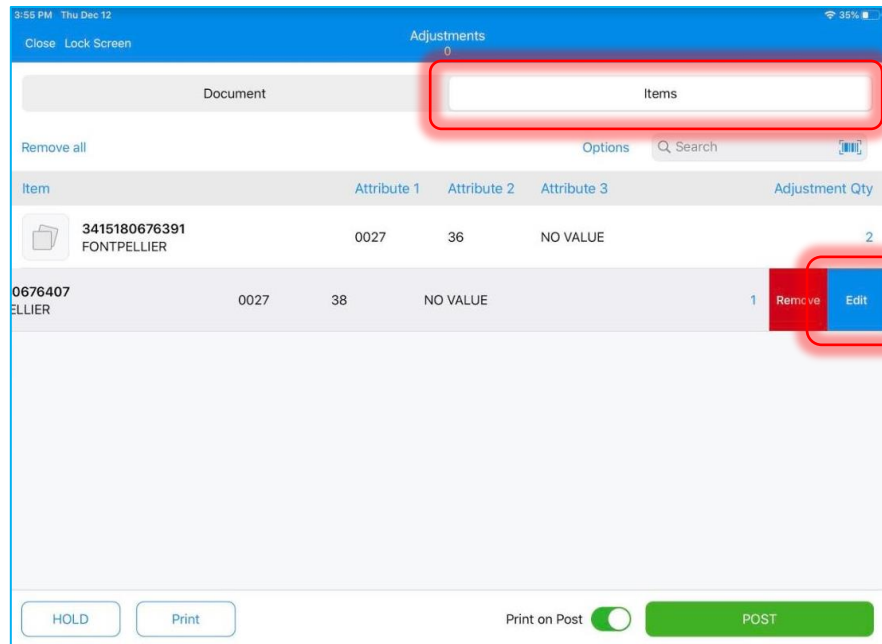 3:55 PM Thu Dec 12 35%
Close Lock Screen Adjustments
0
Document Items
Remove all Options Search
Item Attribute 1 Attribute 2 Attribute 3 Adjustment Qty
3415180676391
FONTPELLIER 0027 36 NO VALUE 2
0676407
ELLIER 0027 38 NO VALUE 1 Remove Edit
HOLD Print Print on Post POST